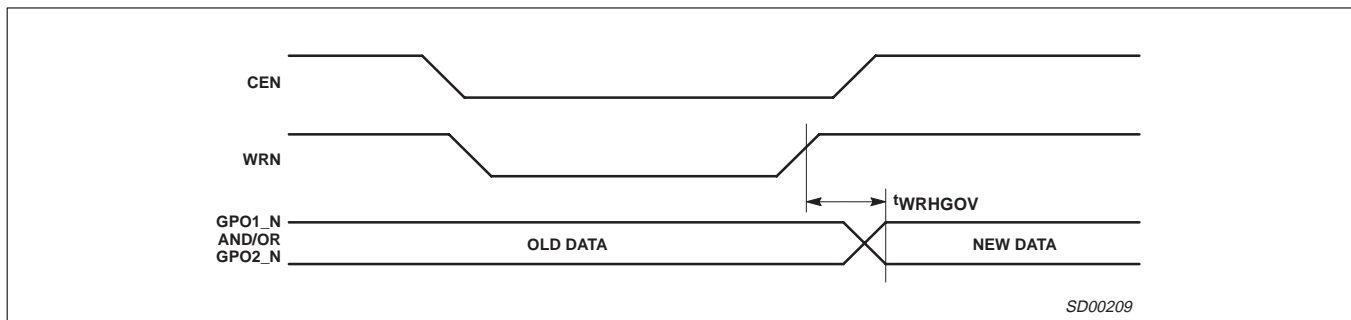 CEN
WRN
tWRHGOV
GPO1_N
AND/OR
GPO2_N
OLD DATA
NEW DATA
SD00209